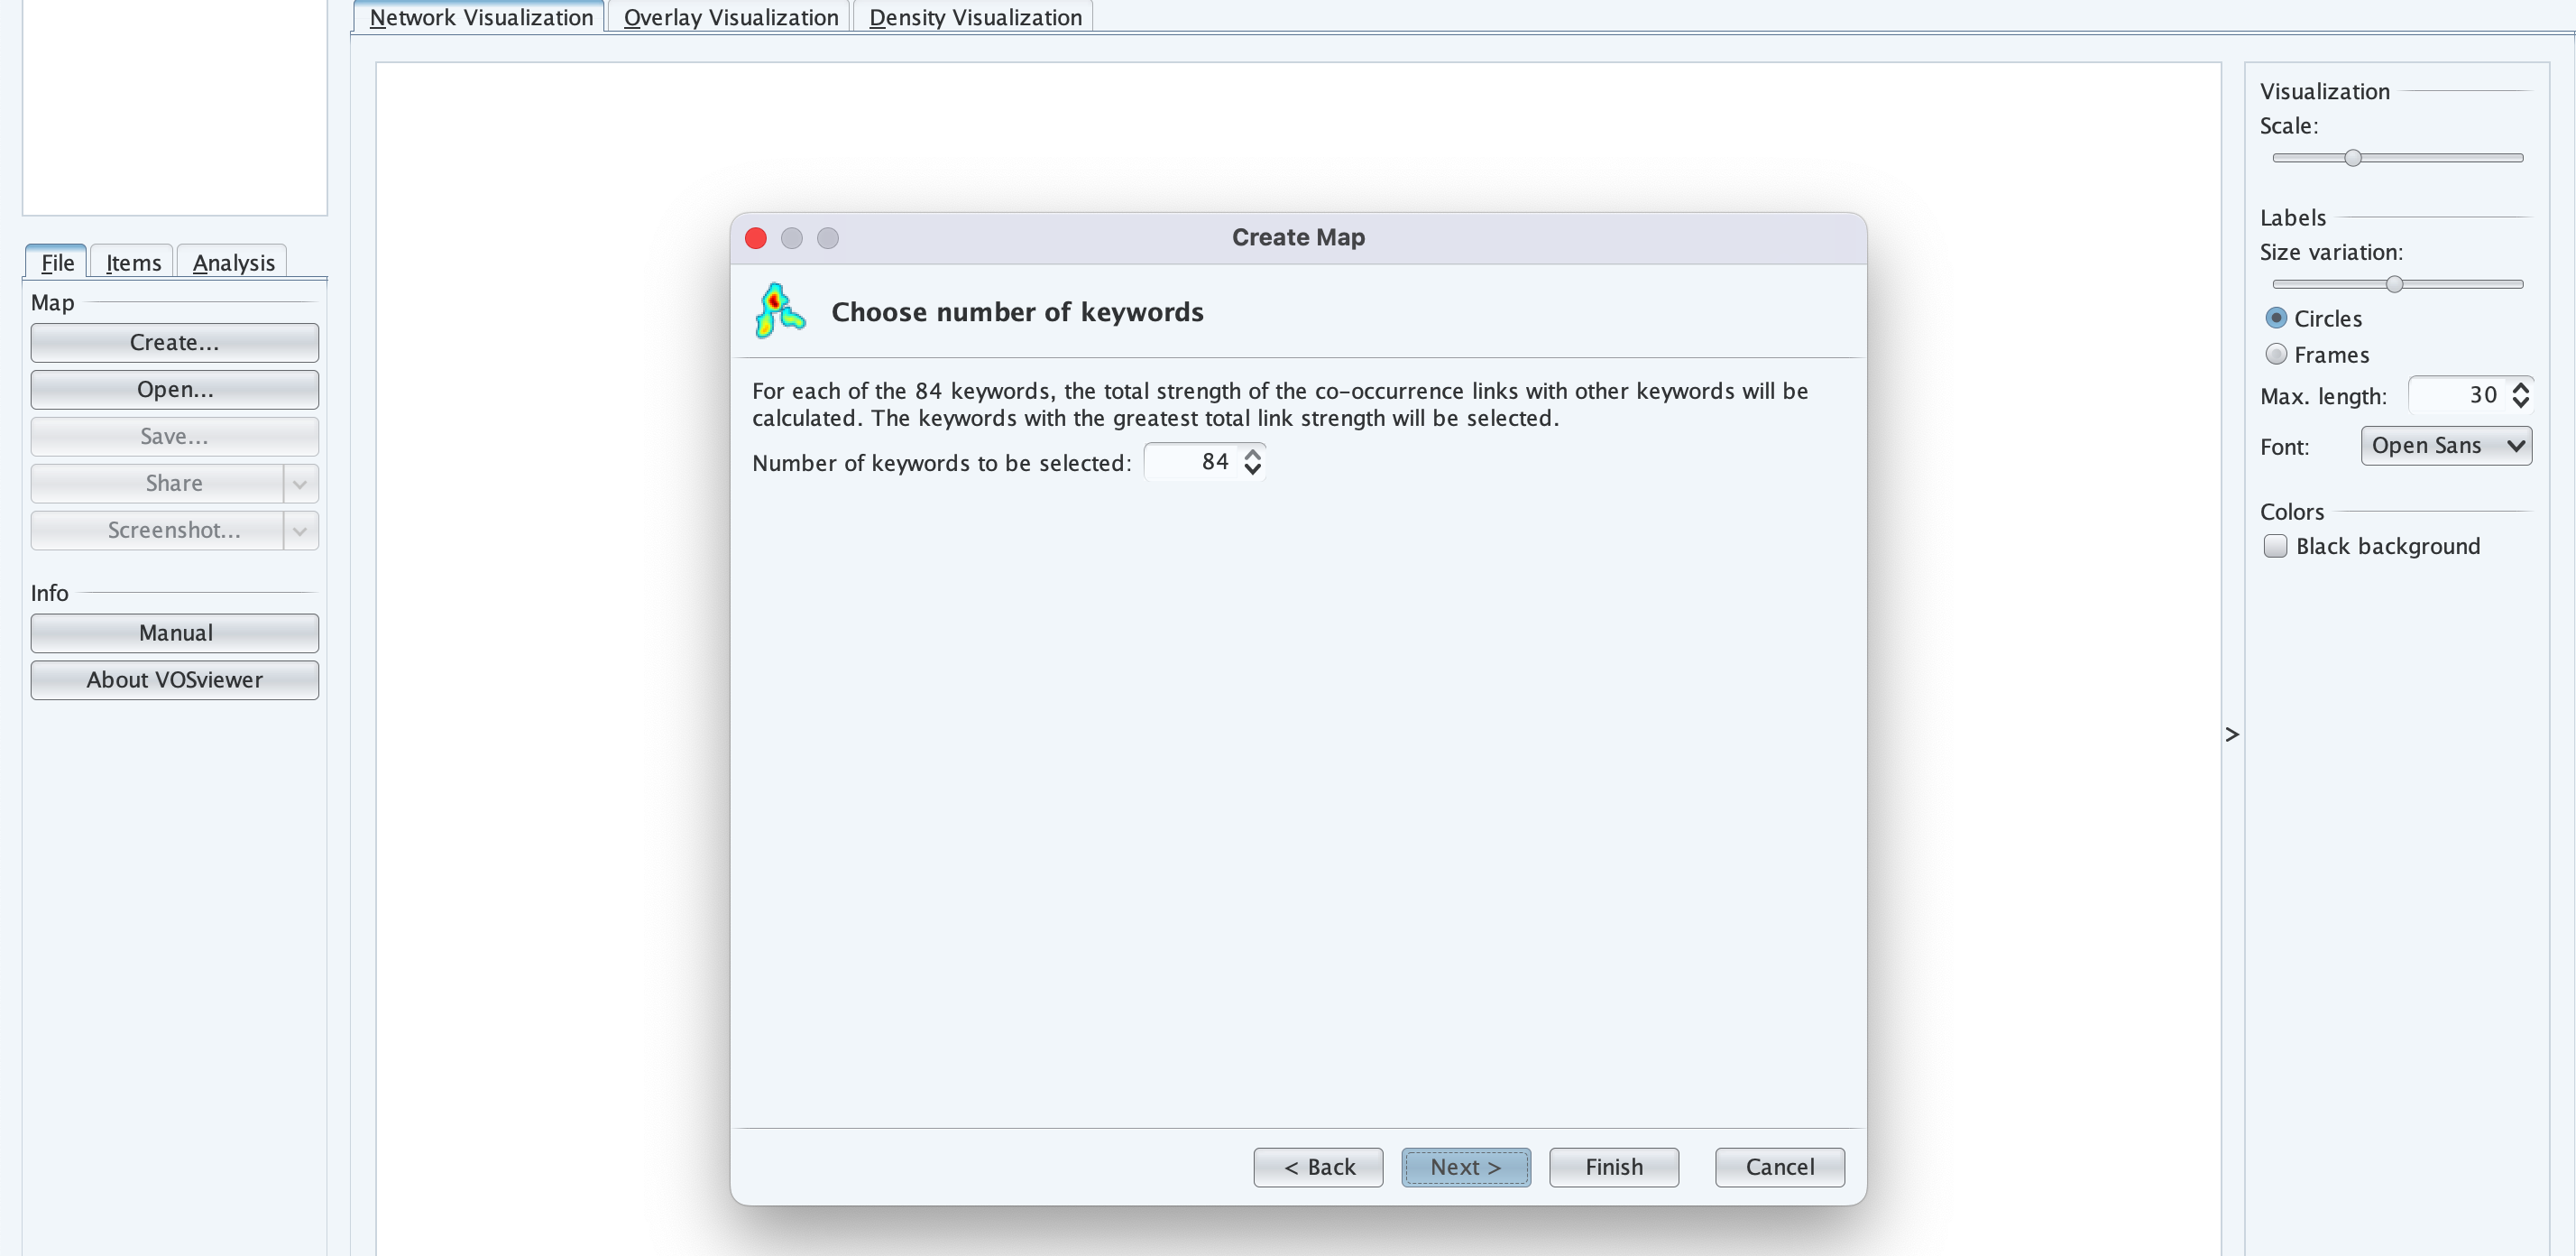 Network Visualization
Overlay Visualization
Density Visualization
File
Items
Analysis
Map
Create...
Open...
Save...
Share
Screenshot...
Info
Manual
About VOSviewer
Create Map
Choose number of keywords
For each of the 84 keywords, the total strength of the co-occurrence links with other keywords will be
calculated. The keywords with the greatest total link strength will be selected.
Number of keywords to be selected: 84
< Back
Next >
Finish
Cancel
>
Visualization
Scale:
Labels
Size variation:
Circles
Frames
Max. length: 30
Font: Open Sans
Colors
Black background